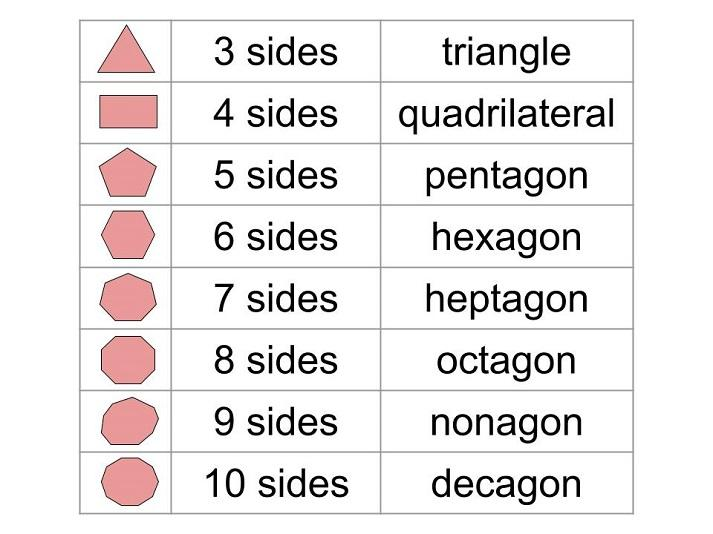 3 sides triangle
4 sides quadrilateral
5 sides pentagon
6 sides hexagon
7 sides heptagon
8 sides octagon
9 sides nonagon
10 sides decagon